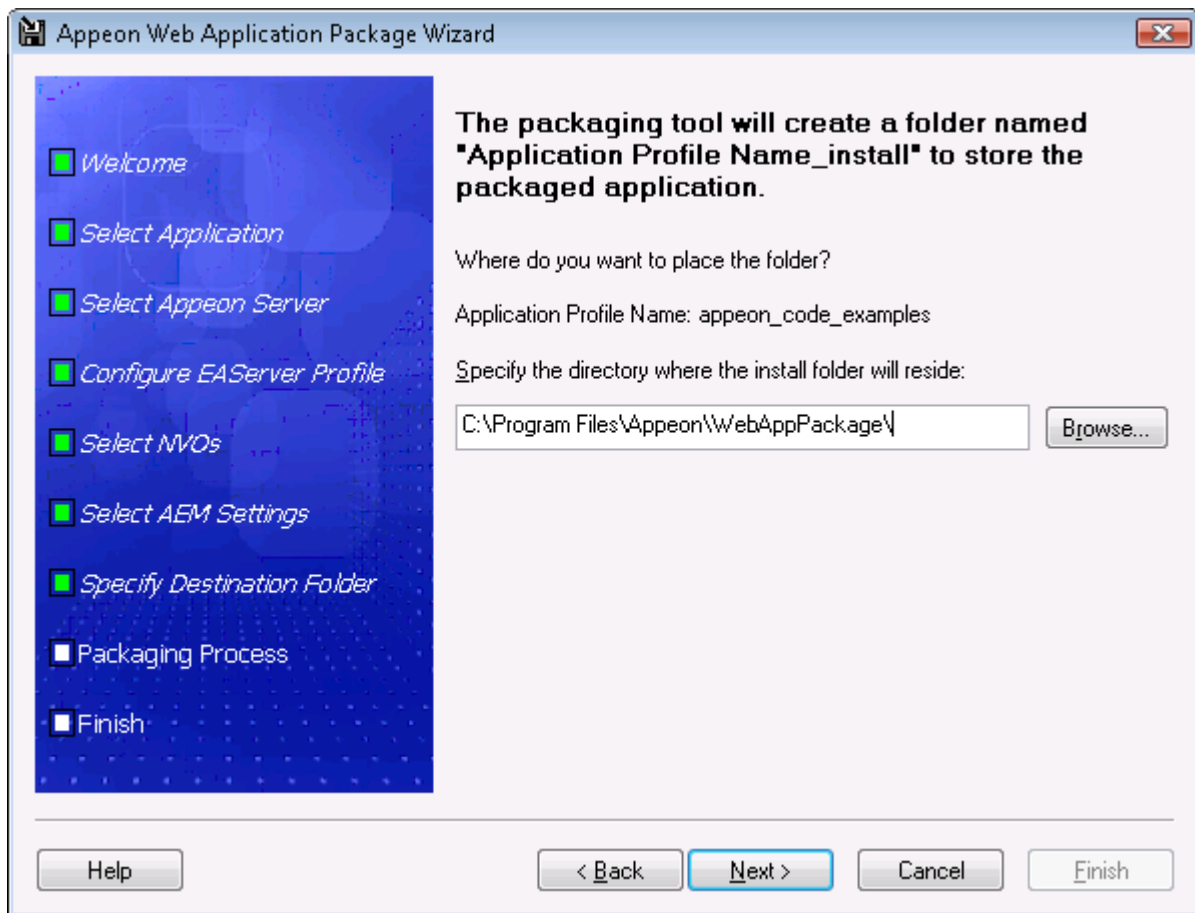 Appeon Web Application Package Wizard
Welcome
Select Application
Select Appeon Server
Configure EAServer Profile
Select NVOs
Select AEM Settings
Specify Destination Folder
Packaging Process
Finish
The packaging tool will create a folder named
"Application Profile Name_install" to store the
packaged application.
Where do you want to place the folder?
Application Profile Name: appeon_code_examples
Specify the directory where the install folder will reside:
C:\Program Files\Appeon\WebAppPackage\
Browse...
Help
< Back
Next >
Cancel
Finish